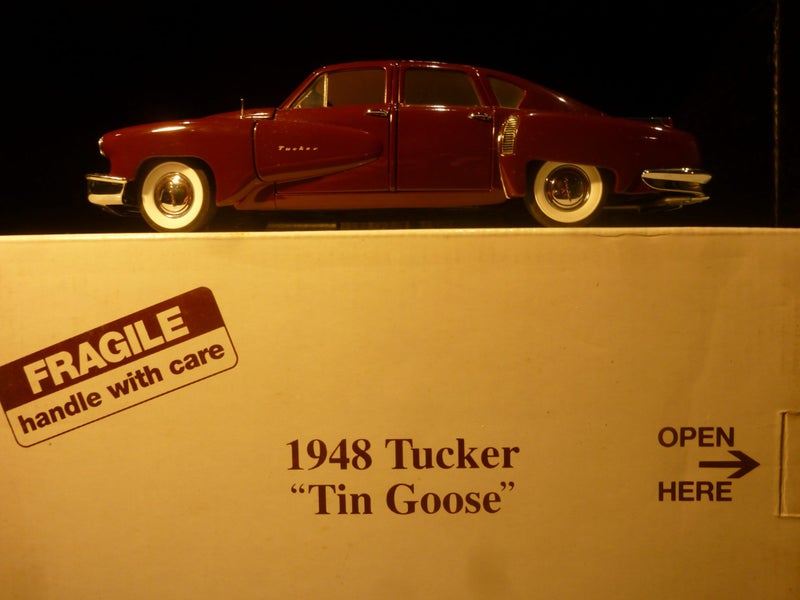 Tucker
FRAGILE
handle with care
1948 Tucker
“Tin Goose”
OPEN
HERE